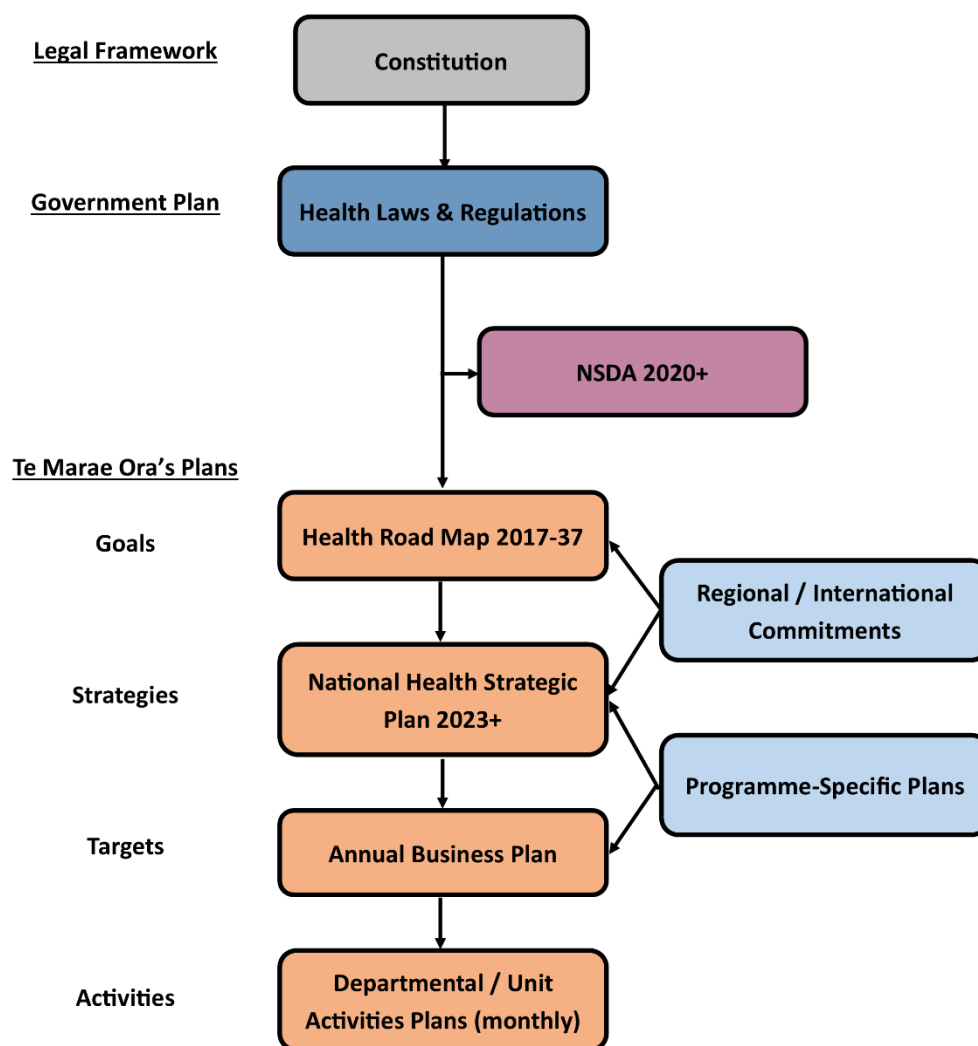 Legal Framework
Constitution
Government Plan
Health Laws & Regulations
NSDA 2020+
Te Marae Ora’s Plans
Goals
Health Road Map 2017-37
Regional / International
Commitments
Strategies
National Health Strategic
Plan 2023+
Programme-Specific Plans
Targets
Annual Business Plan
Activities
Departmental / Unit
Activities Plans (monthly)